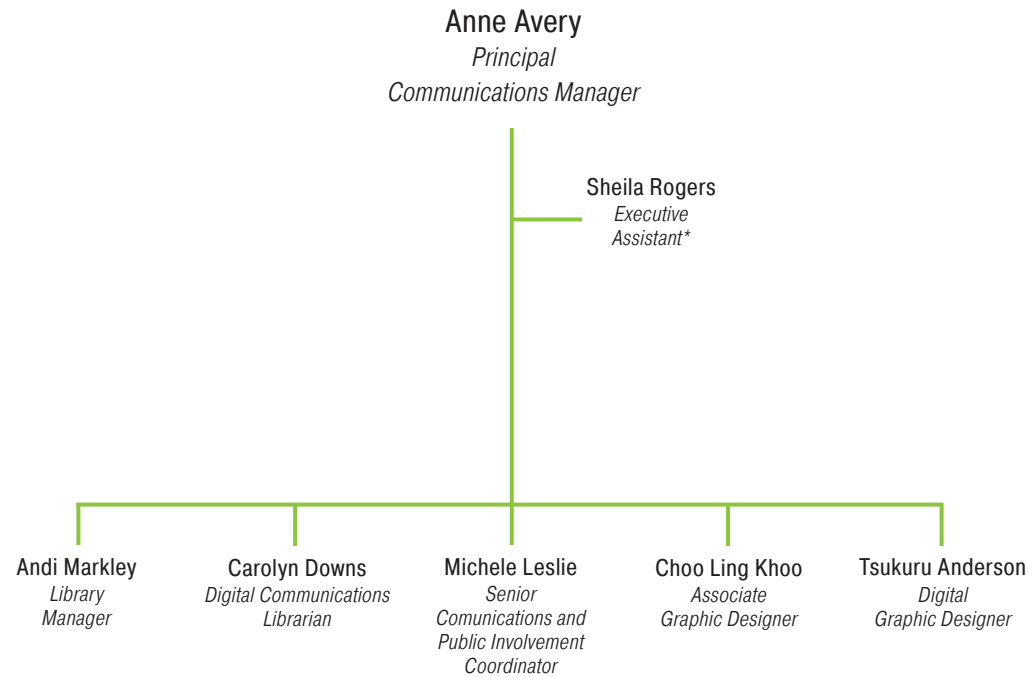 Anne Avery
Principal
Communications Manager
Sheila Rogers
Executive
Assistant*
Andi Markley
Library
Manager
Carolyn Downs
Digital Communications
Librarian
Michele Leslie
Senior
Comunications and
Public Involvement
Coordinator
Choo Ling Khoo
Associate
Graphic Designer
Tsukuru Anderson
Digital
Graphic Designer